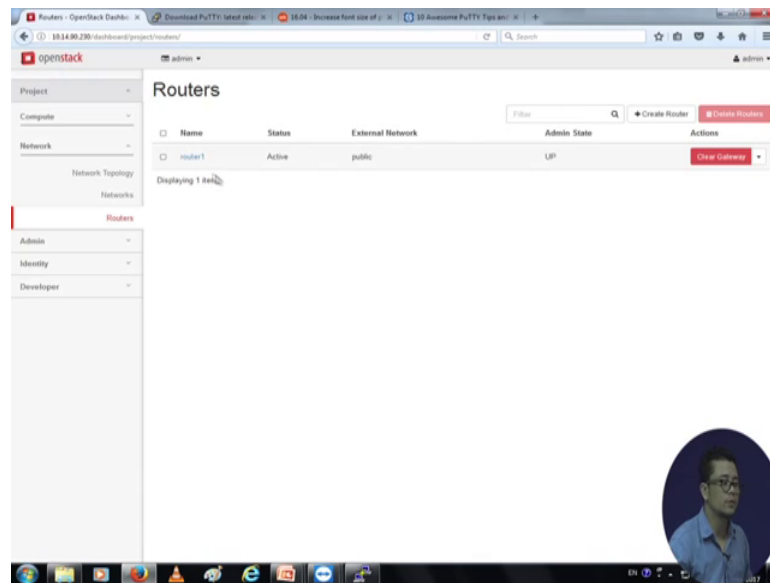 Routers - OpenStack Dashbo... ×
Download PuTTY: latest rele... ×
16.04 - Increase font size of p... ×
10 Awesome PuTTY Tips an... ×
+
10.14.90.230/dashboard/project/routers/
Search
openstack
admin
admin
Project
Compute
Network
Network Topology
Networks
Routers
Admin
Identity
Developer
Routers
Filter
+ Create Router
Delete Routers
Name Status External Network Admin State Actions
router1 Active public UP Clear Gateway
Displaying 1 item
EN